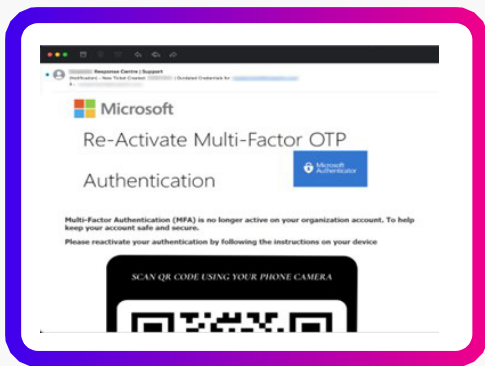 Response Centre | Support
(Notification) - New Ticket Created | Outdated Credentials for
Microsoft
Re-Activate Multi-Factor OTP
Microsoft
Authenticator
Authentication
Multi-Factor Authentication (MFA) is no longer active on your organization account. To help
keep your account safe and secure.
Please reactivate your authentication by following the instructions on your device
SCAN QR CODE USING YOUR PHONE CAMERA